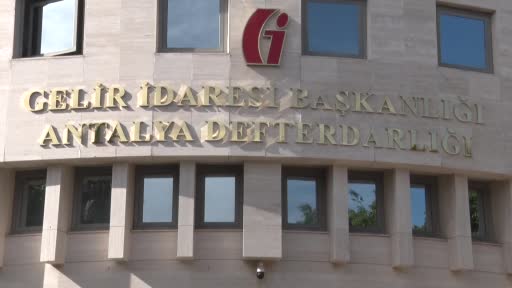 GELİR İDARESİ BAŞKANLIĞI
ANTALYA DEFTERDARLIĞI